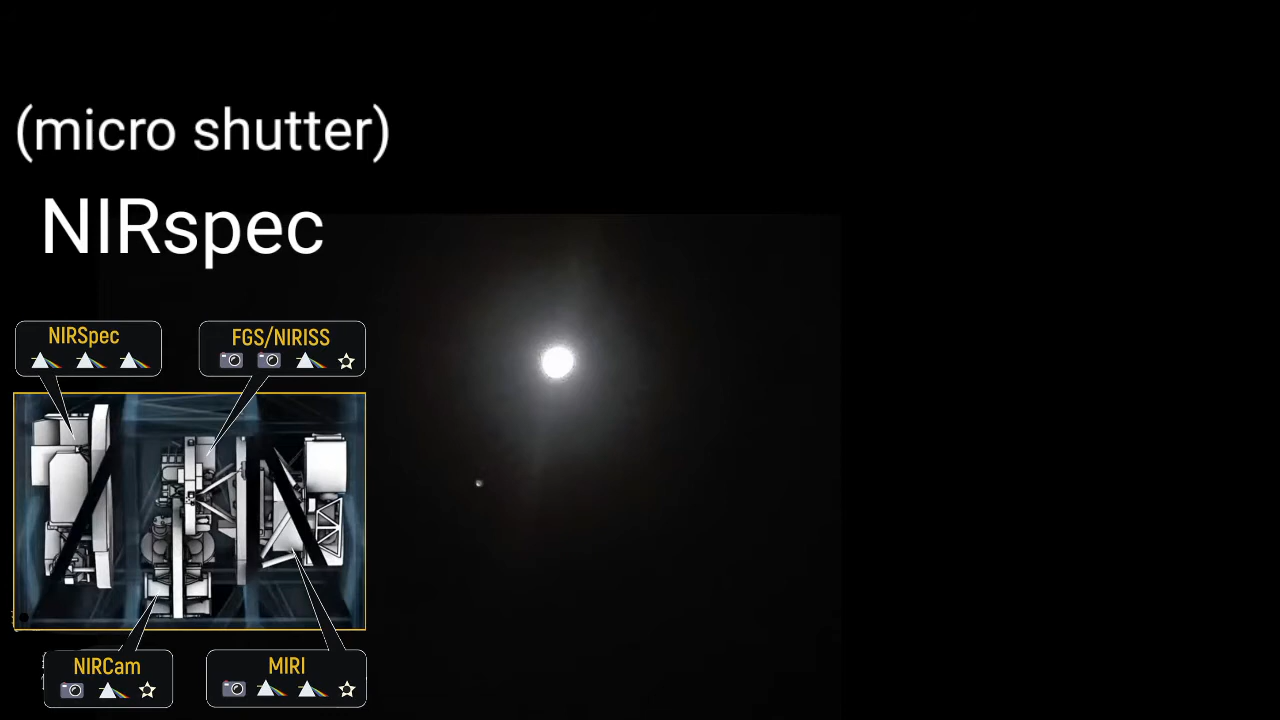 (micro shutter)
NIRspec
NIRSpec
FGS/NIRISS
NIRCam
MIRI